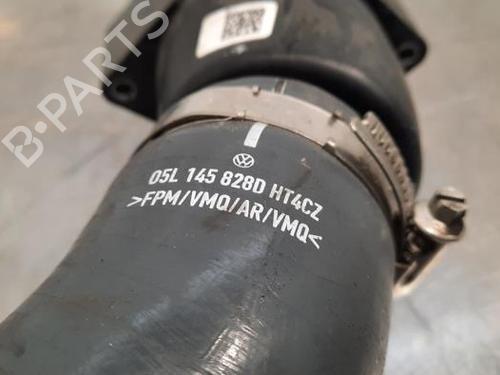 B-PARTS
05L 145 828D HT4CZ
>FPM/VMQ/AR/VMQ<